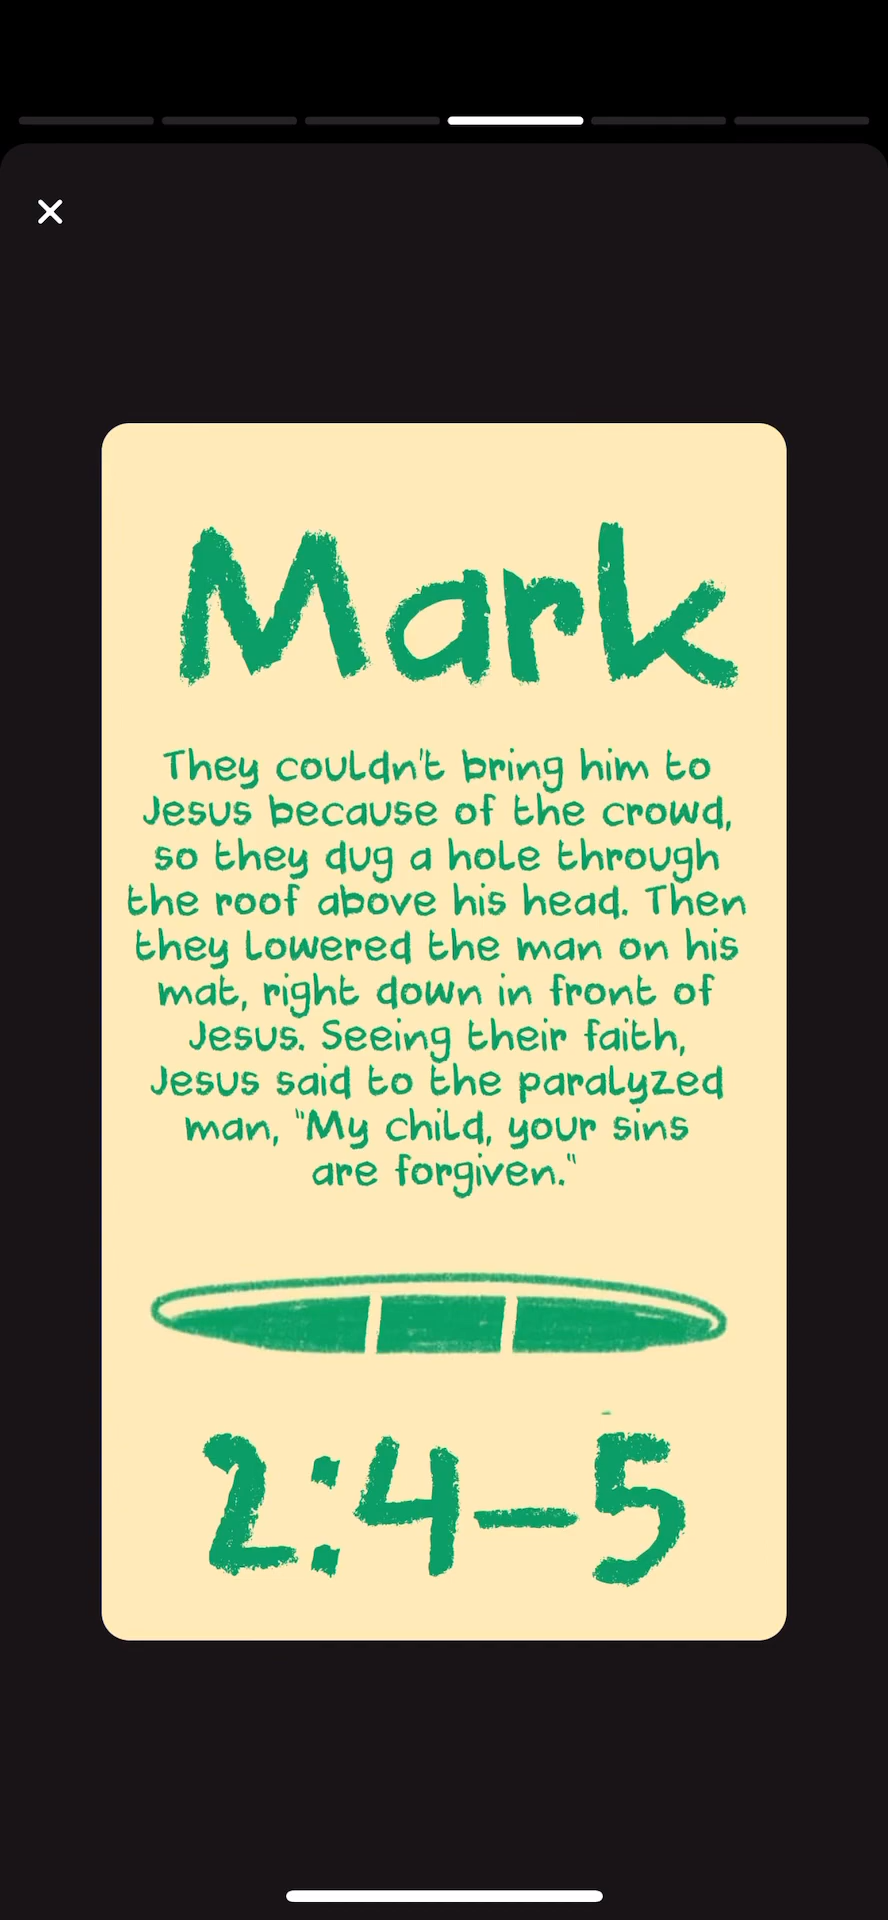 Mark
They couldn't bring him to
Jesus because of the crowd,
so they dug a hole through
the roof above his head. Then
they lowered the man on his
mat, right down in front of
Jesus. Seeing their faith,
Jesus said to the paralyzed
man, "My child, your sins
are forgiven."
2:4–5